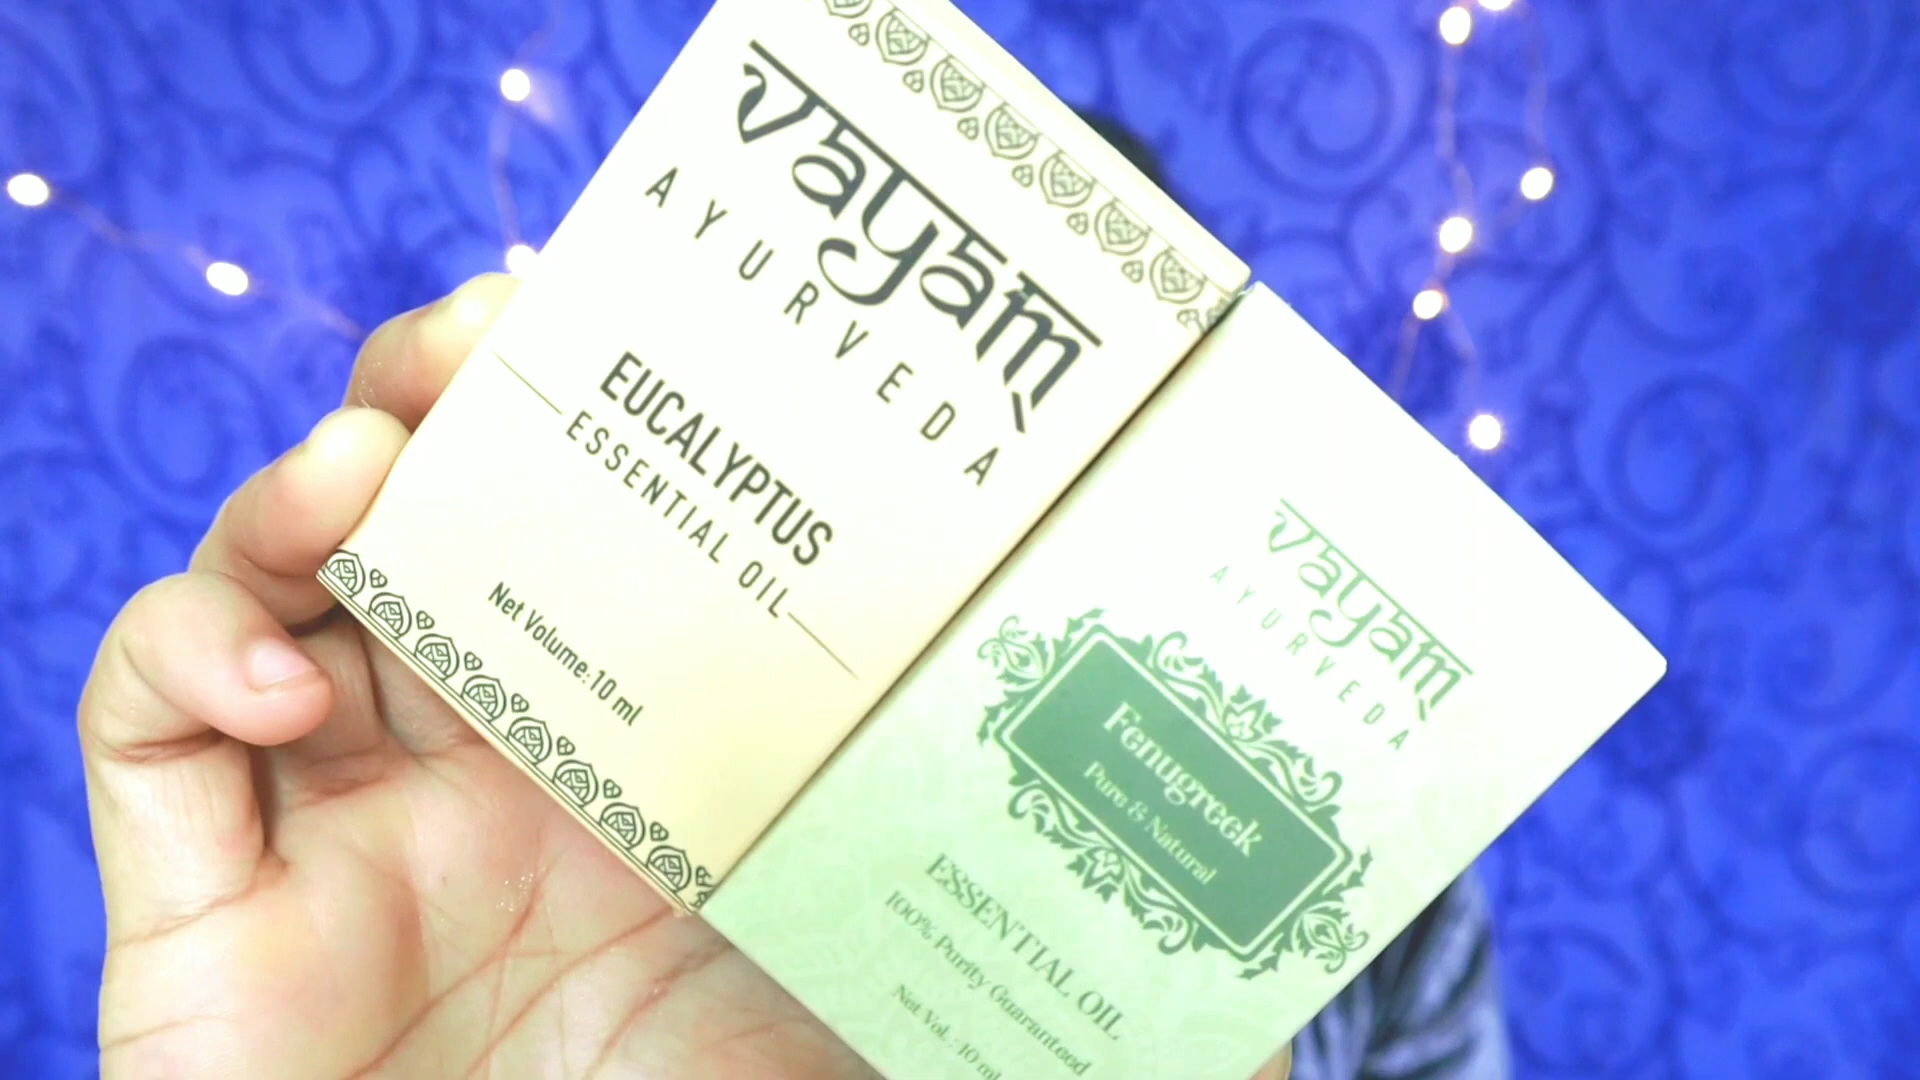 vayam
AYURVEDA
EUCALYPTUS
ESSENTIAL OIL
Net Volume: 10 ml
vayam
AYURVEDA
Fenugreek
Pure & Natural
ESSENTIAL OIL
100% Purity Guaranteed
Net Vol. : 10 ml